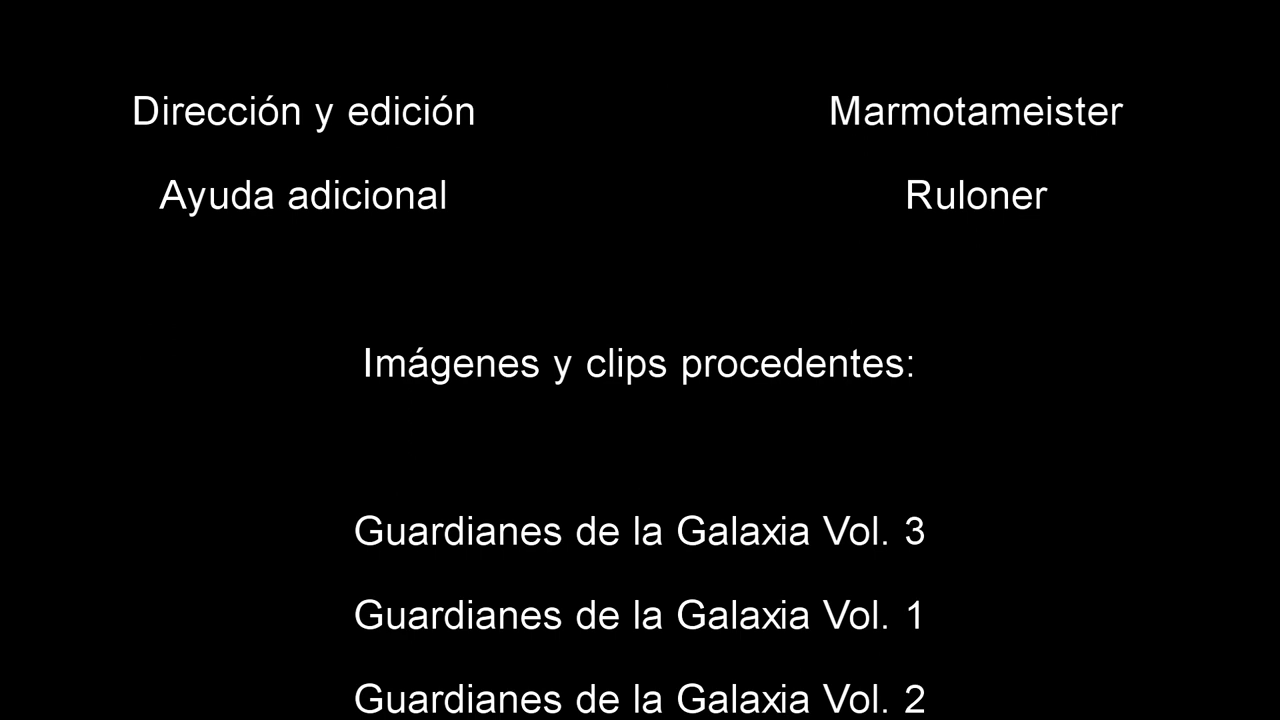 Dirección y edición Marmotameister
Ayuda adicional Ruloner
Imágenes y clips procedentes:
Guardianes de la Galaxia Vol. 3
Guardianes de la Galaxia Vol. 1
Guardianes de la Galaxia Vol. 2